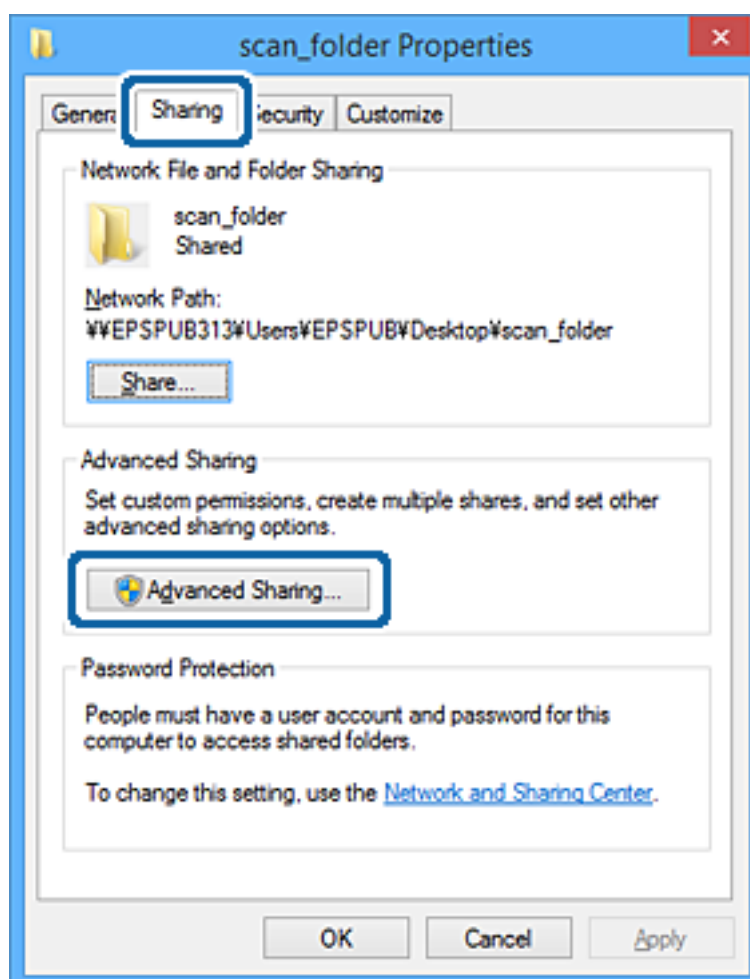 scan_folder Properties
Sharing Customize
Network File and Folder Sharing
scan_folder
Shared
Network Path:
¥¥EPSPUB313¥Users¥EPSPUB¥Desktop¥scan_folder
Share...
Advanced Sharing
Set custom permissions, create multiple shares, and set other
advanced sharing options.
Advanced Sharing...
Password Protection
People must have a user account and password for this
computer to access shared folders.
To change this setting, use the Network and Sharing Center.
OK Cancel Apply